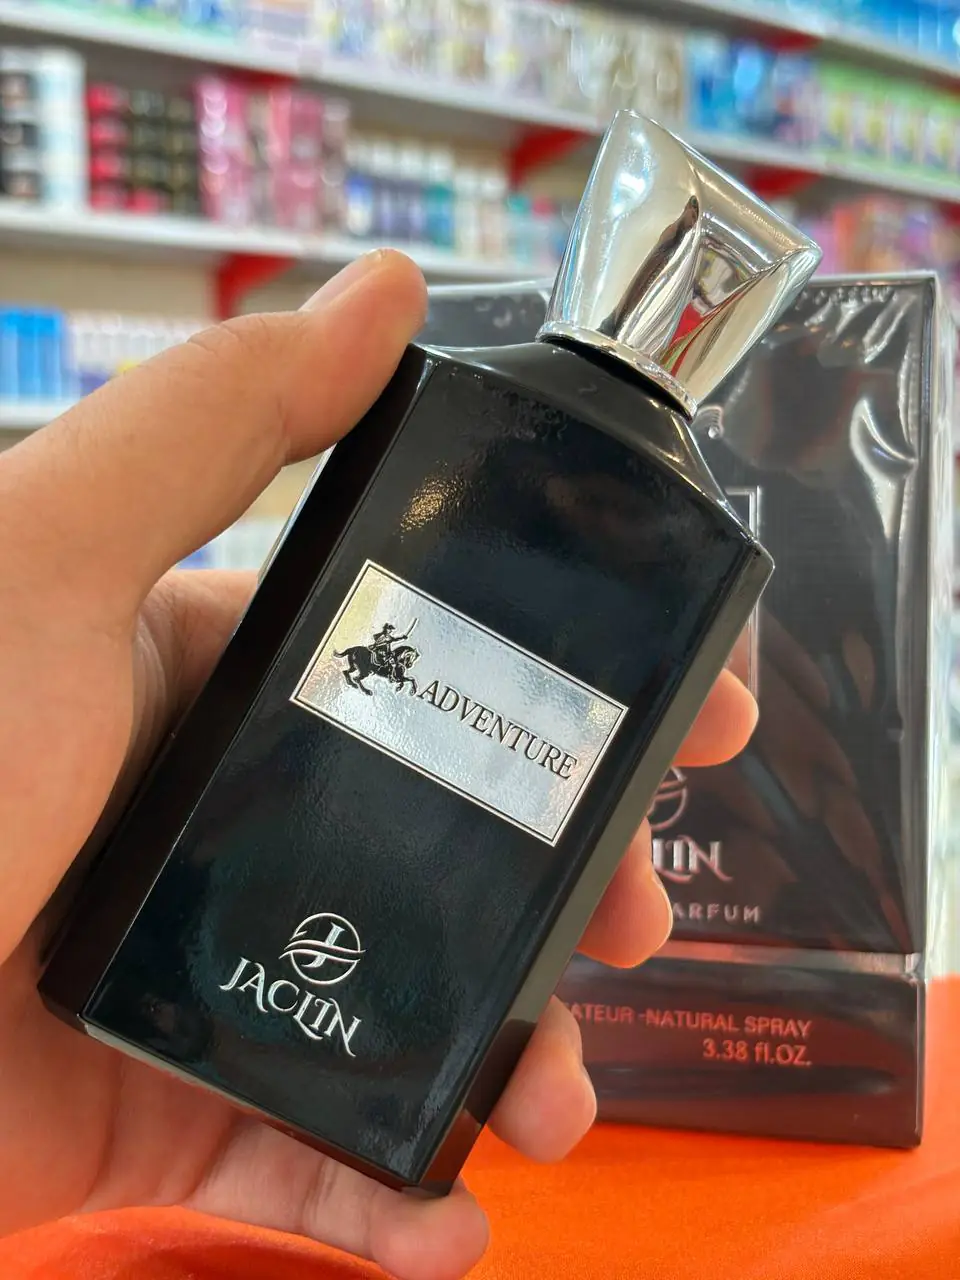 ADVENTURE
J
JACLIN
LIN
ARFUM
ATEUR -NATURAL SPRAY
3.38 fl.OZ.